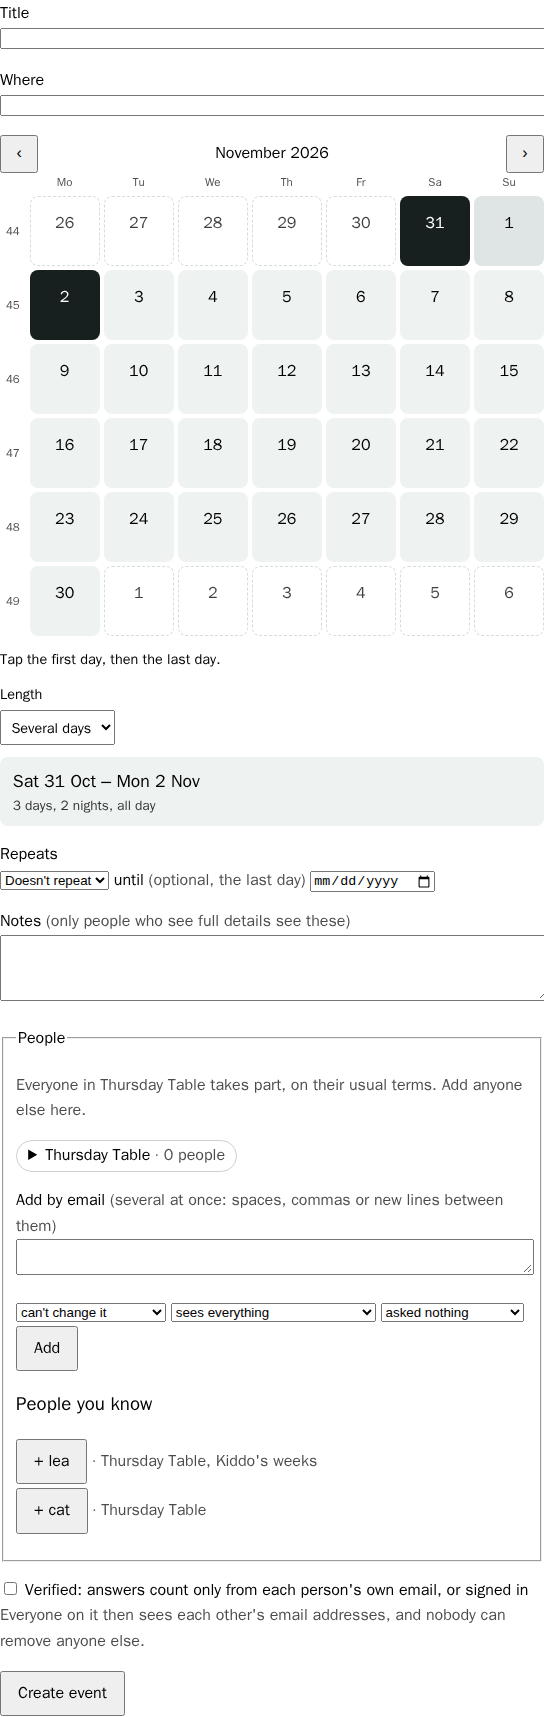 Title
Where
‹ November 2026 ›
Mo Tu We Th Fr Sa Su
44 26 27 28 29 30 31 1
45 2 3 4 5 6 7 8
46 9 10 11 12 13 14 15
47 16 17 18 19 20 21 22
48 23 24 25 26 27 28 29
49 30 1 2 3 4 5 6
Tap the first day, then the last day.
Length
Several days
Sat 31 Oct – Mon 2 Nov
3 days, 2 nights, all day
Repeats
Doesn't repeat until (optional, the last day) mm/dd/yyyy
Notes (only people who see full details see these)
People
Everyone in Thursday Table takes part, on their usual terms. Add anyone
else here.
Thursday Table · 0 people
Add by email (several at once: spaces, commas or new lines between
them)
can't change it sees everything asked nothing
Add
People you know
+ lea · Thursday Table, Kiddo's weeks
+ cat · Thursday Table
Verified: answers count only from each person's own email, or signed in
Everyone on it then sees each other's email addresses, and nobody can
remove anyone else.
Create event